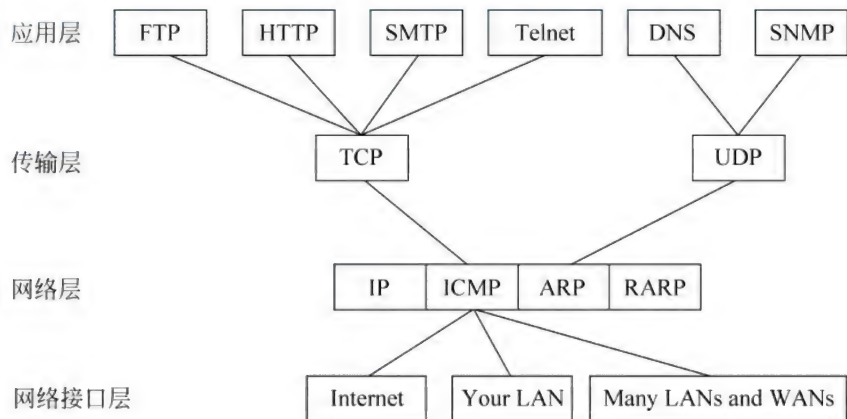 应用层 FTP HTTP SMTP Telnet DNS SNMP
传输层 TCP UDP
网络层 IP ICMP ARP RARP
网络接口层 Internet Your LAN Many LANs and WANs